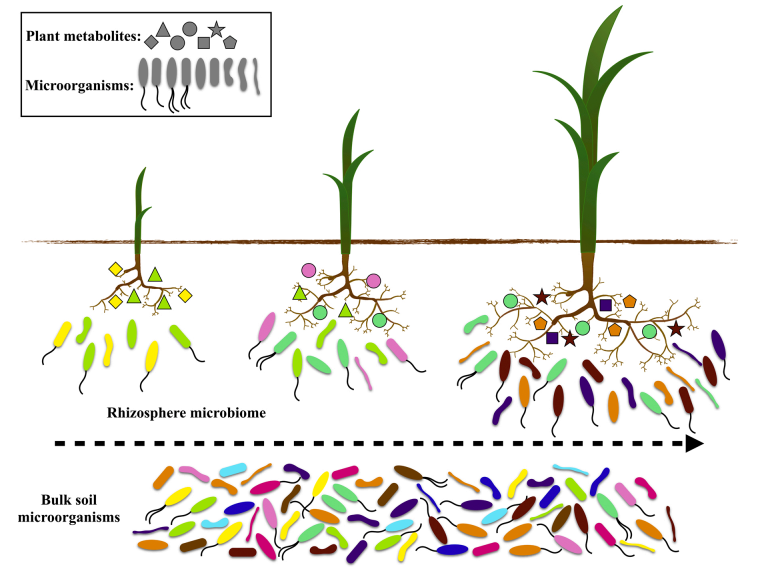 Plant metabolites:
Microorganisms:
Rhizosphere microbiome
Bulk soil
microorganisms